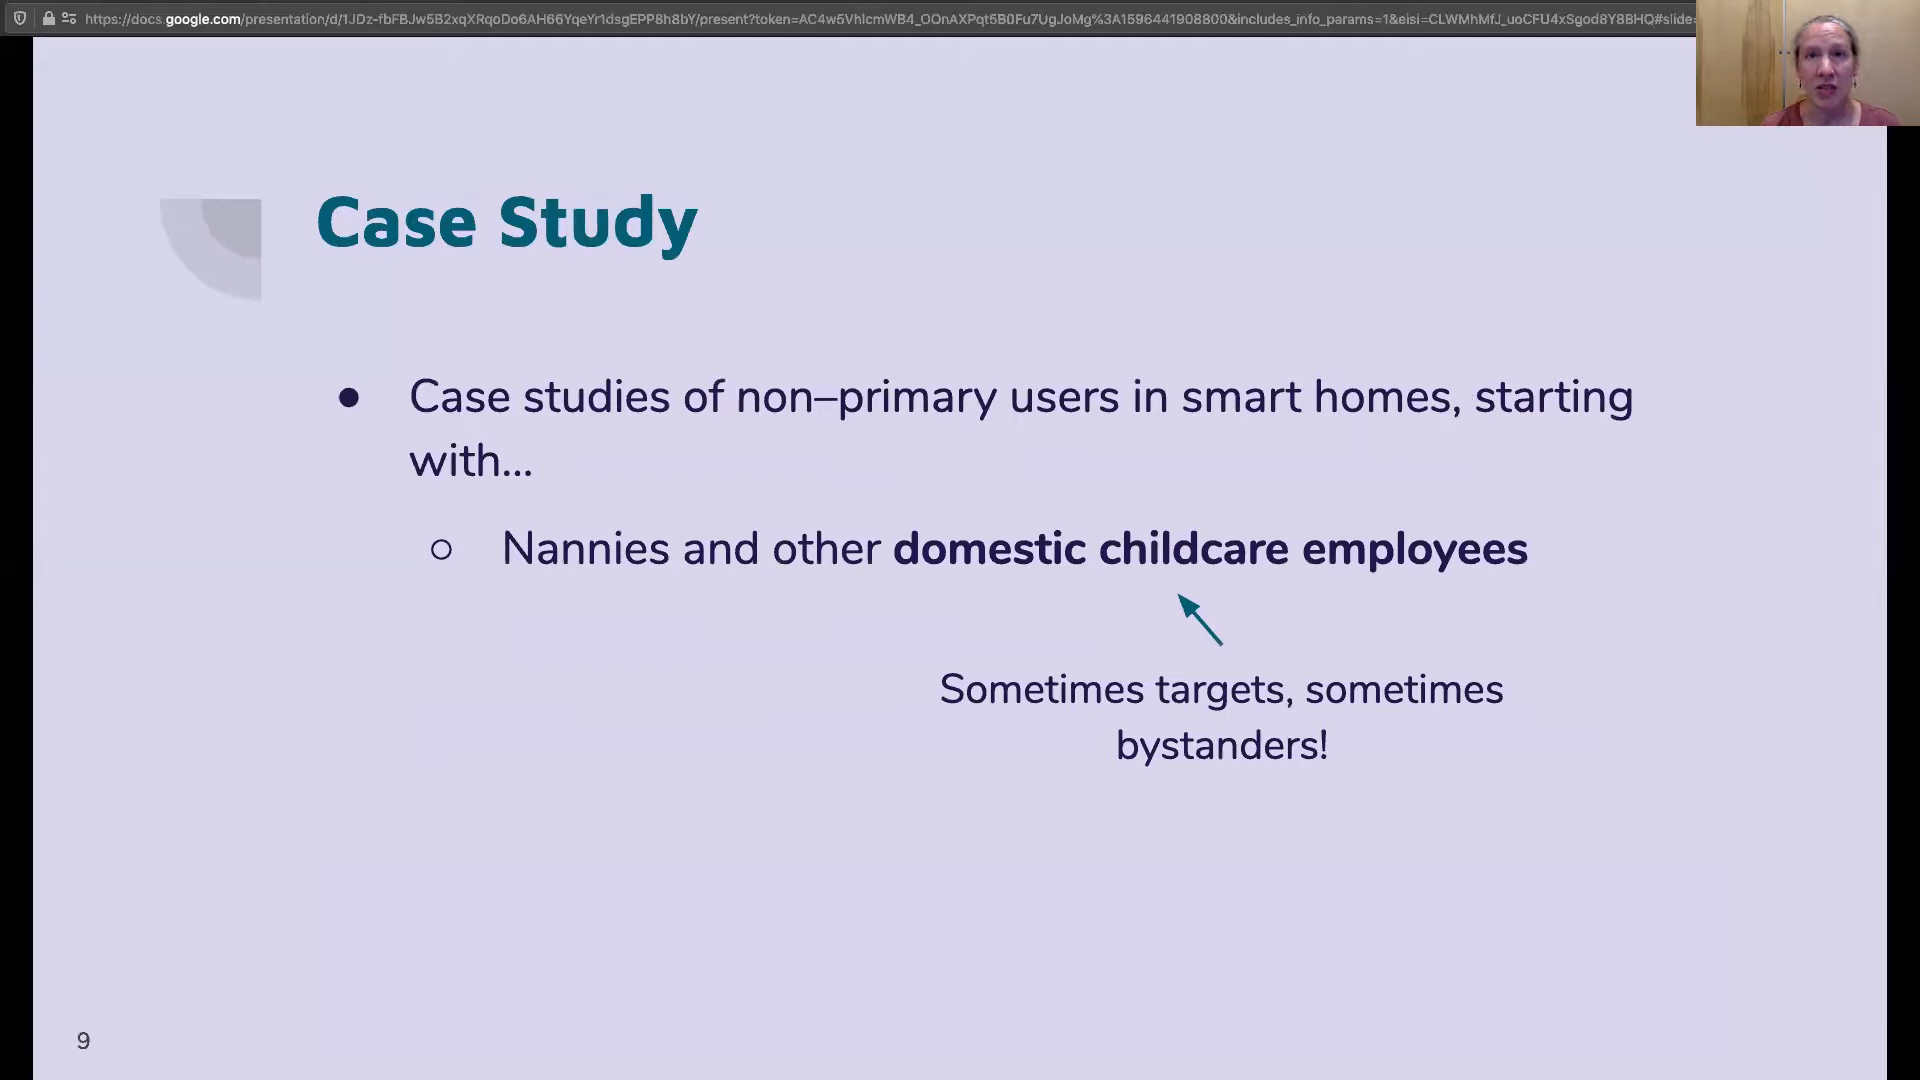 Case Study
● Case studies of non–primary users in smart homes, starting
with...
○ Nannies and other domestic childcare employees
Sometimes targets, sometimes
bystanders!
9